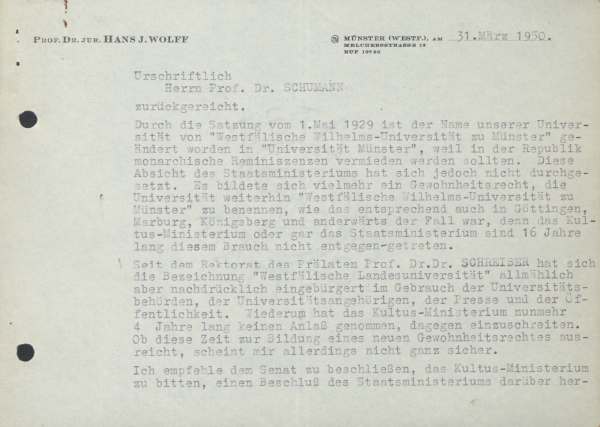 PROF. DR. JUR. HANS J. WOLFF
MÜNSTER (WESTF.), AM 31. März 1950.
MELCHERSSTRASSE 19
RUF
Urschriftlich
Herrn Prof. Dr. SCHUMANN
zurückgereicht.
Durch die Satzung vom 1.Mai 1929 ist der Name unserer Univer-
sität von "Westfälische Wilhelms-Universität zu Münster" ge-
ändert worden in "Universität Münster", weil in der Republik
monarchische Reminiszenzen vermieden werden sollten. Diese
Absicht des Staatsministeriums hat sich jedoch nicht durchge-
setzt. Es bildete sich vielmehr ein Gewohnheitsrecht, die
Universität weiterhin "Westfälische Wilhelms-Universität zu
Münster" zu benennen, wie das entsprechend auch in Göttingen,
Marburg, Königsberg und anderwärts der Fall war, denn das Kul-
tus-Ministerium oder gar das Staatsministerium sind 16 Jahre
lang diesem Brauch nicht entgegen-getreten.
Seit dem Rektorat des Prälaten Prof. Dr.Dr. SCHREIBER hat sich
die Bezeichnung "Westfälische Landesuniversität" allmählich
aber nachdrücklich eingebürgert im Gebrauch der Universitäts-
behörden, der Universitätsangehörigen, der Presse und der Öf-
fentlichkeit. Wiederum hat das Kultus-Ministerium nunmehr
4 Jahre lang keinen Anlaß genommen, dagegen einzuschreiten.
Ob diese Zeit zur Bildung eines neuen Gewohnheitsrechtes aus-
reicht, scheint mir allerdings nicht ganz sicher.
Ich empfehle dem Senat zu beschließen, das Kultus-Ministerium
zu bitten, einen Beschluß des Staatsministeriums darüber her-